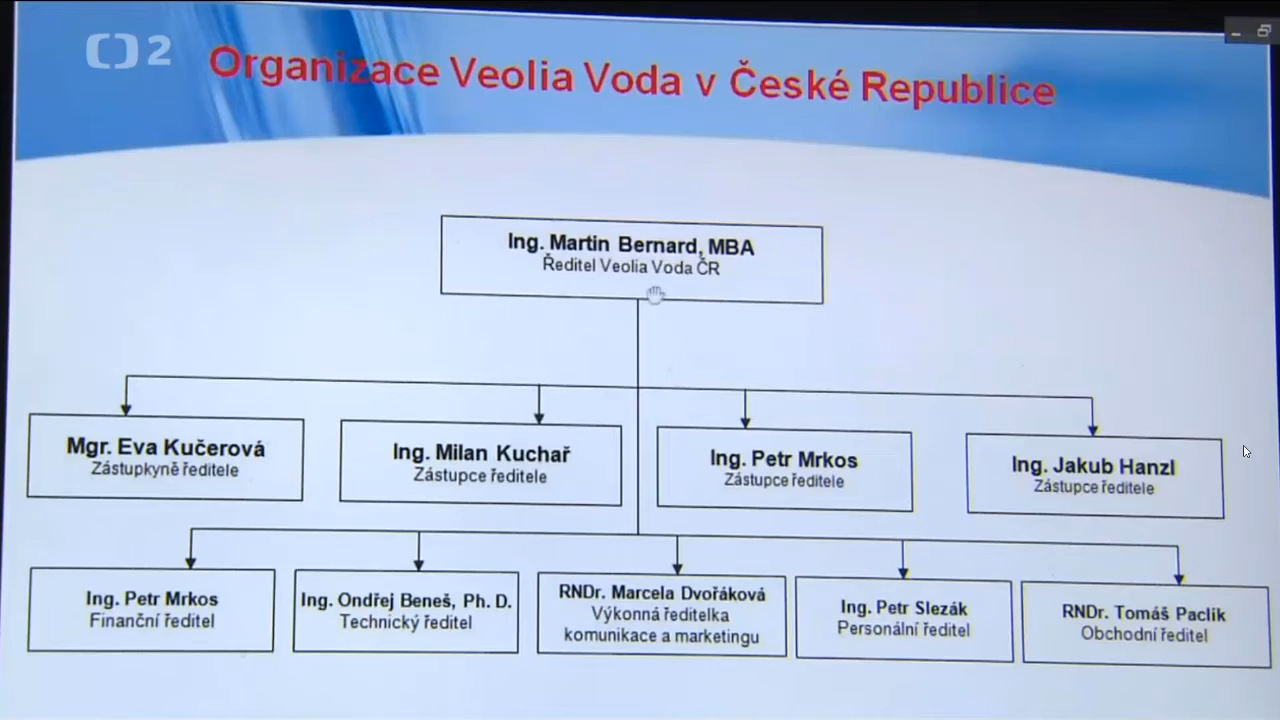 2
Organizace Veolia Voda v České Republice
Ing. Martin Bernard, MBA
Ředitel Veolia Voda ČR
Mgr. Eva Kučerová
Zástupkyně ředitele
Ing. Milan Kuchař
Zástupce ředitele
Ing. Petr Mrkos
Zástupce ředitele
Ing. Jakub Hanzl
Zástupce ředitele
Ing. Petr Mrkos
Finanční ředitel
Ing. Ondřej Beneš, Ph. D.
Technický ředitel
RNDr. Marcela Dvořáková
Výkonná ředitelka
komunikace a marketingu
Ing. Petr Slezák
Personální ředitel
RNDr. Tomáš Paclík
Obchodní ředitel